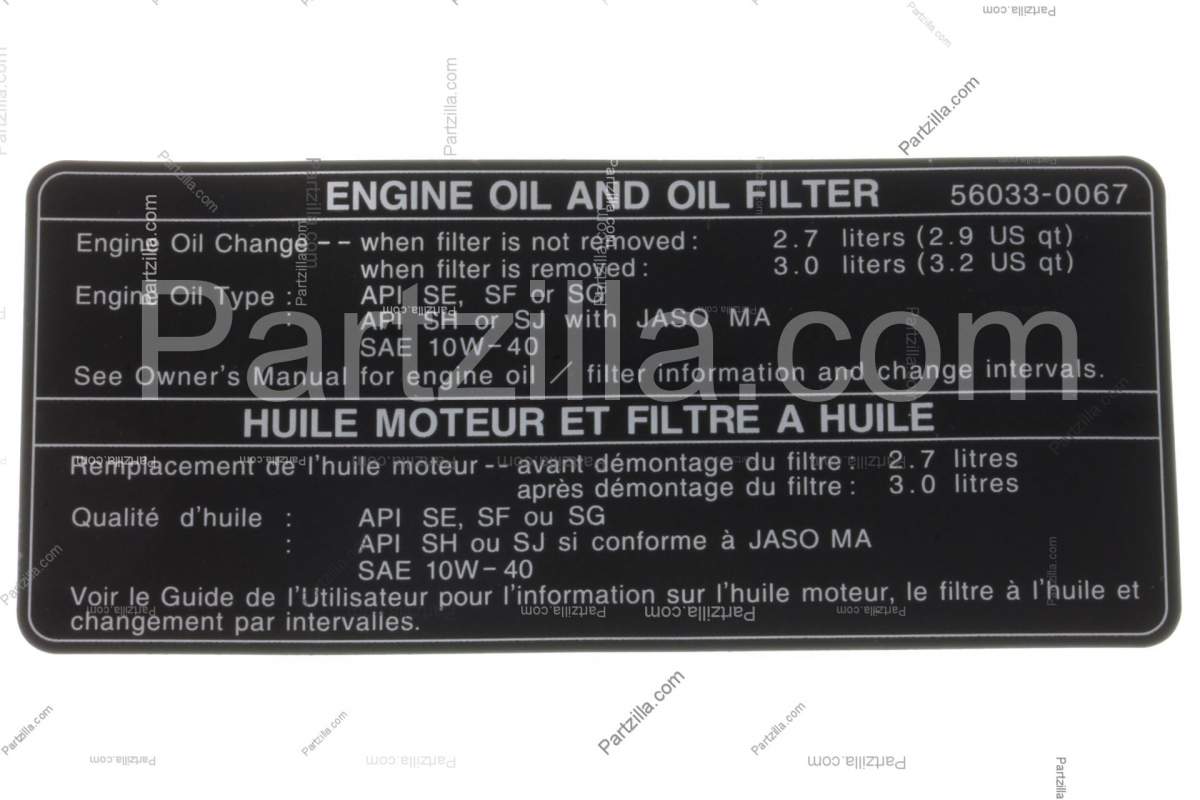 ENGINE OIL AND OIL FILTER 56033-0067
Engine Oil Change -- when filter is not removed: 2.7 liters (2.9 US qt)
when filter is removed: 3.0 liters (3.2 US qt)
Engine Oil Type : API SE, SF or SG
: API SH or SJ with JASO MA
SAE 10W-40
See Owner's Manual for engine oil / filter information and change intervals.
HUILE MOTEUR ET FILTRE A HUILE
Remplacement de l'huile moteur -- avant démontage du filtre: 2.7 litres
après démontage du filtre: 3.0 litres
Qualité d'huile : API SE, SF ou SG
: API SH ou SJ si conforme à JASO MA
SAE 10W-40
Voir le Guide de l'Utilisateur pour l'information sur l'huile moteur, le filtre à l'huile et
changement par intervalles.
Partzilla.com